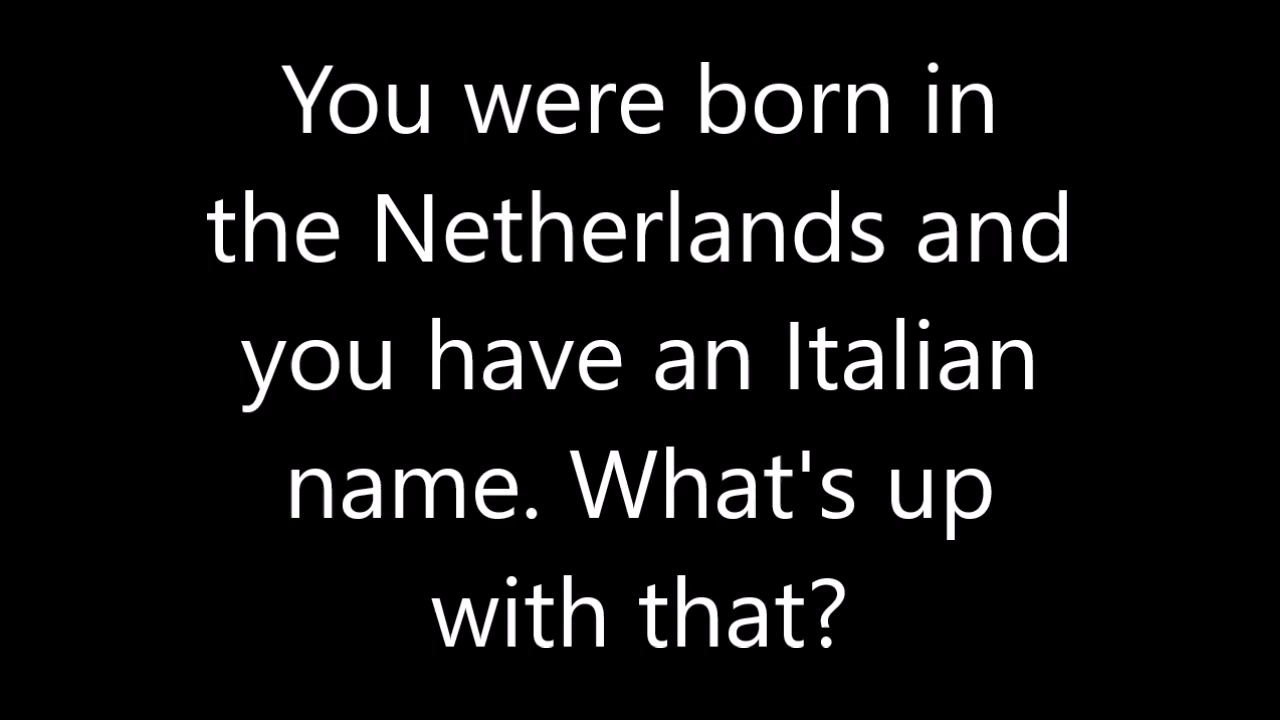 You were born in
the Netherlands and
you have an Italian
name. What's up
with that?